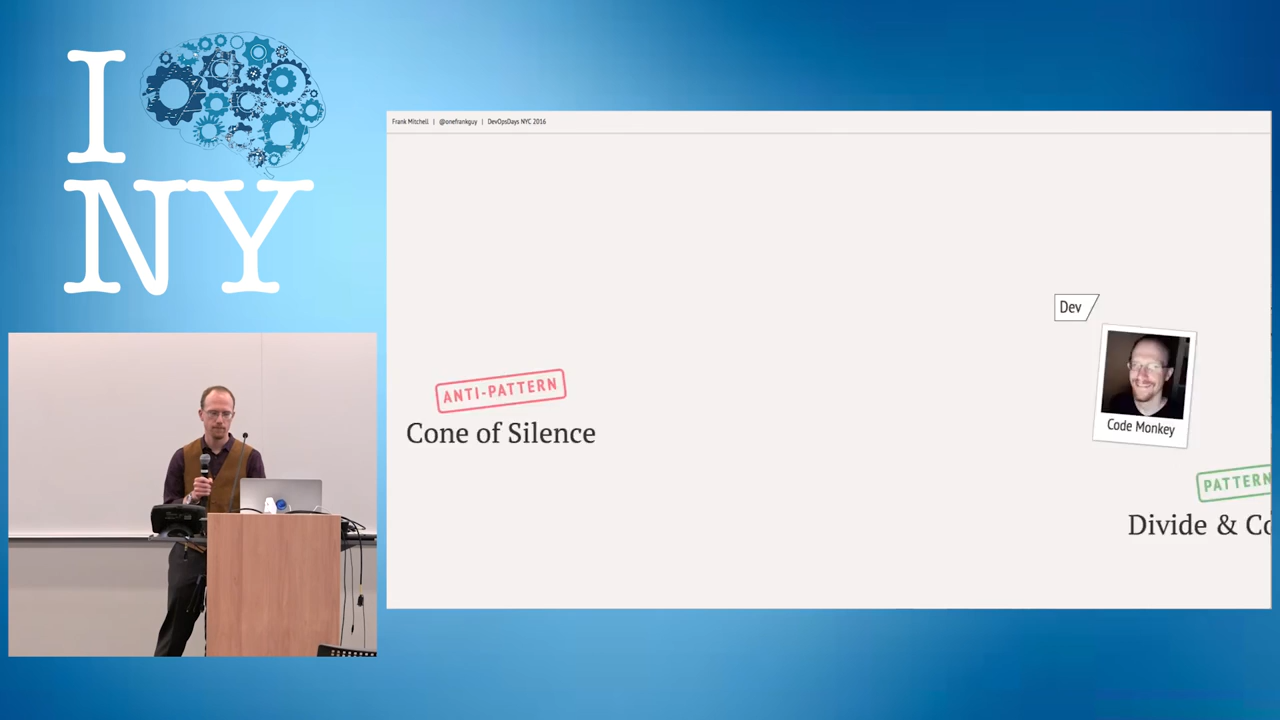 I
NY
Frank Mitchell | @onefrankguy | DevOpsDays NYC 2016
Dev
ANTI-PATTERN
Cone of Silence
Code Monkey
PATTERN
Divide & Co